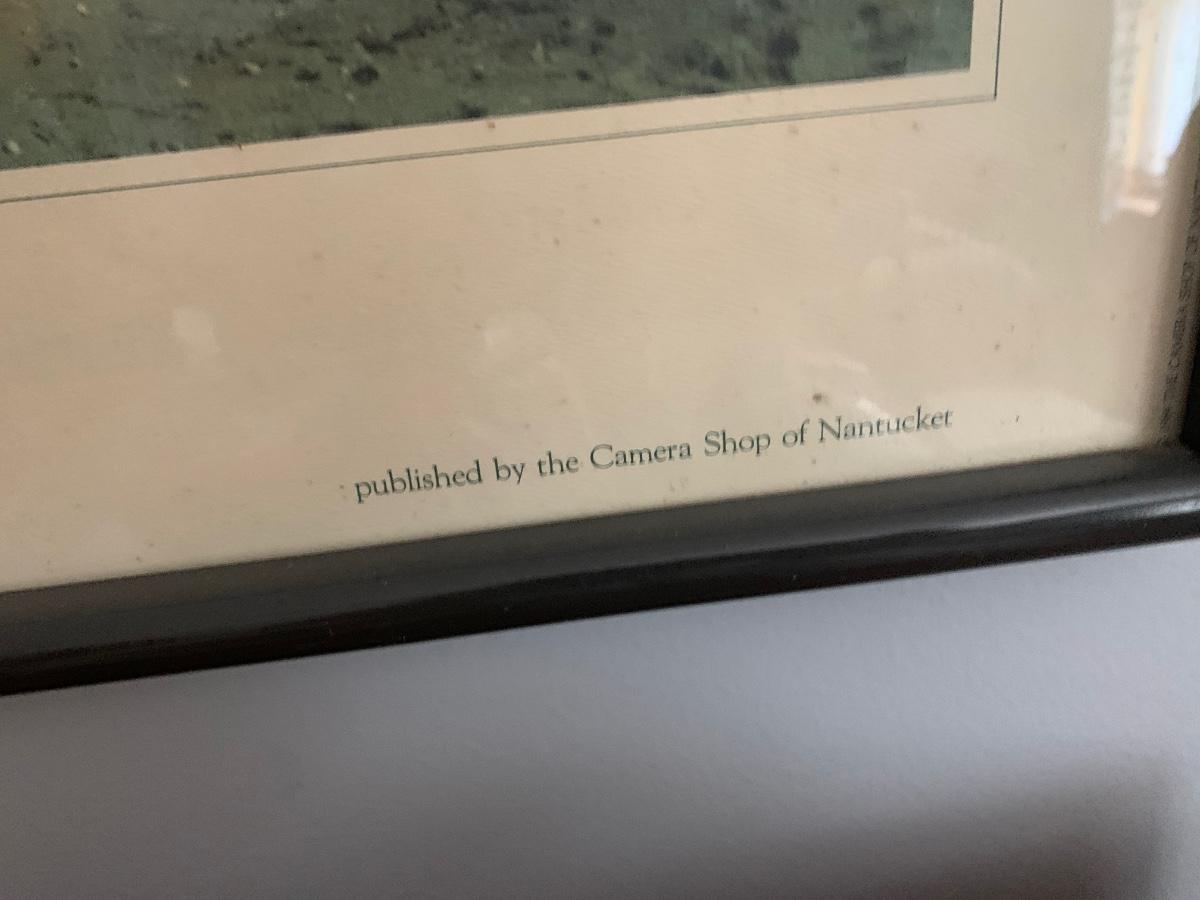 published by the Camera Shop of Nantucket